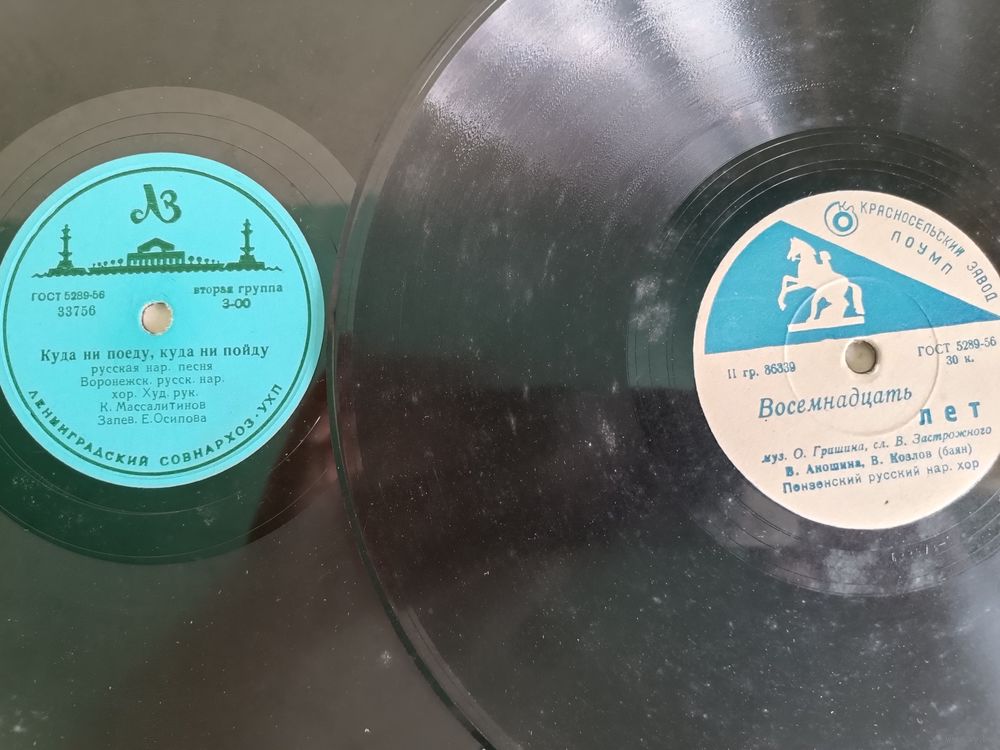 АЗ
ГОСТ 5289-56
33756
вторая группа
3-00
Куда ни поеду, куда ни пойду
русская нар. песня
Воронежск. русск. нар.
хор. Худ. рук.
К. Массалитинов
Запев. Е. Осипова
ЛЕНИНГРАДСКИЙ СОВНАРХОЗ-УХП
КРАСНОСЕЛЬСКИЙ ЗАВОД
ПОУМП
II гр. 36339
ГОСТ 5289-56
30 к.
Восемнадцать
лет
муз. О. Гришина, сл. В. Застрожного
В. Аношина, В. Козлов (баян)
Пензенский русский нар. хор